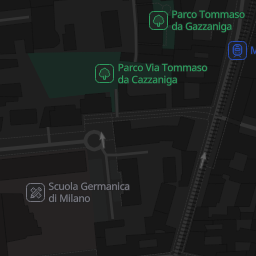 Parco Tommaso
da Gazzaniga
M
Parco Via Tommaso
da Cazzaniga
Scuola Germanica
di Milano